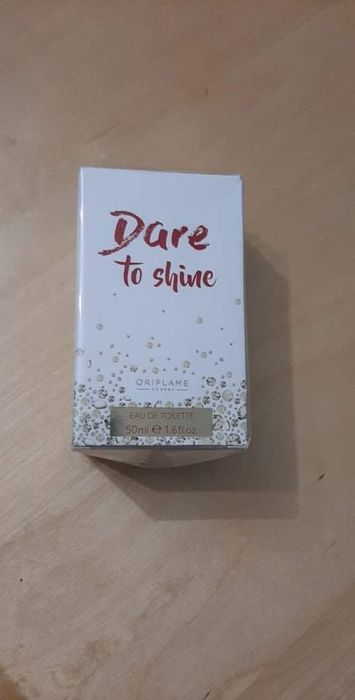 Dare
to shine
ORIFLAME
SWEDEN
EAU DE TOILETTE
50ml ℮ 1.6fl.oz.